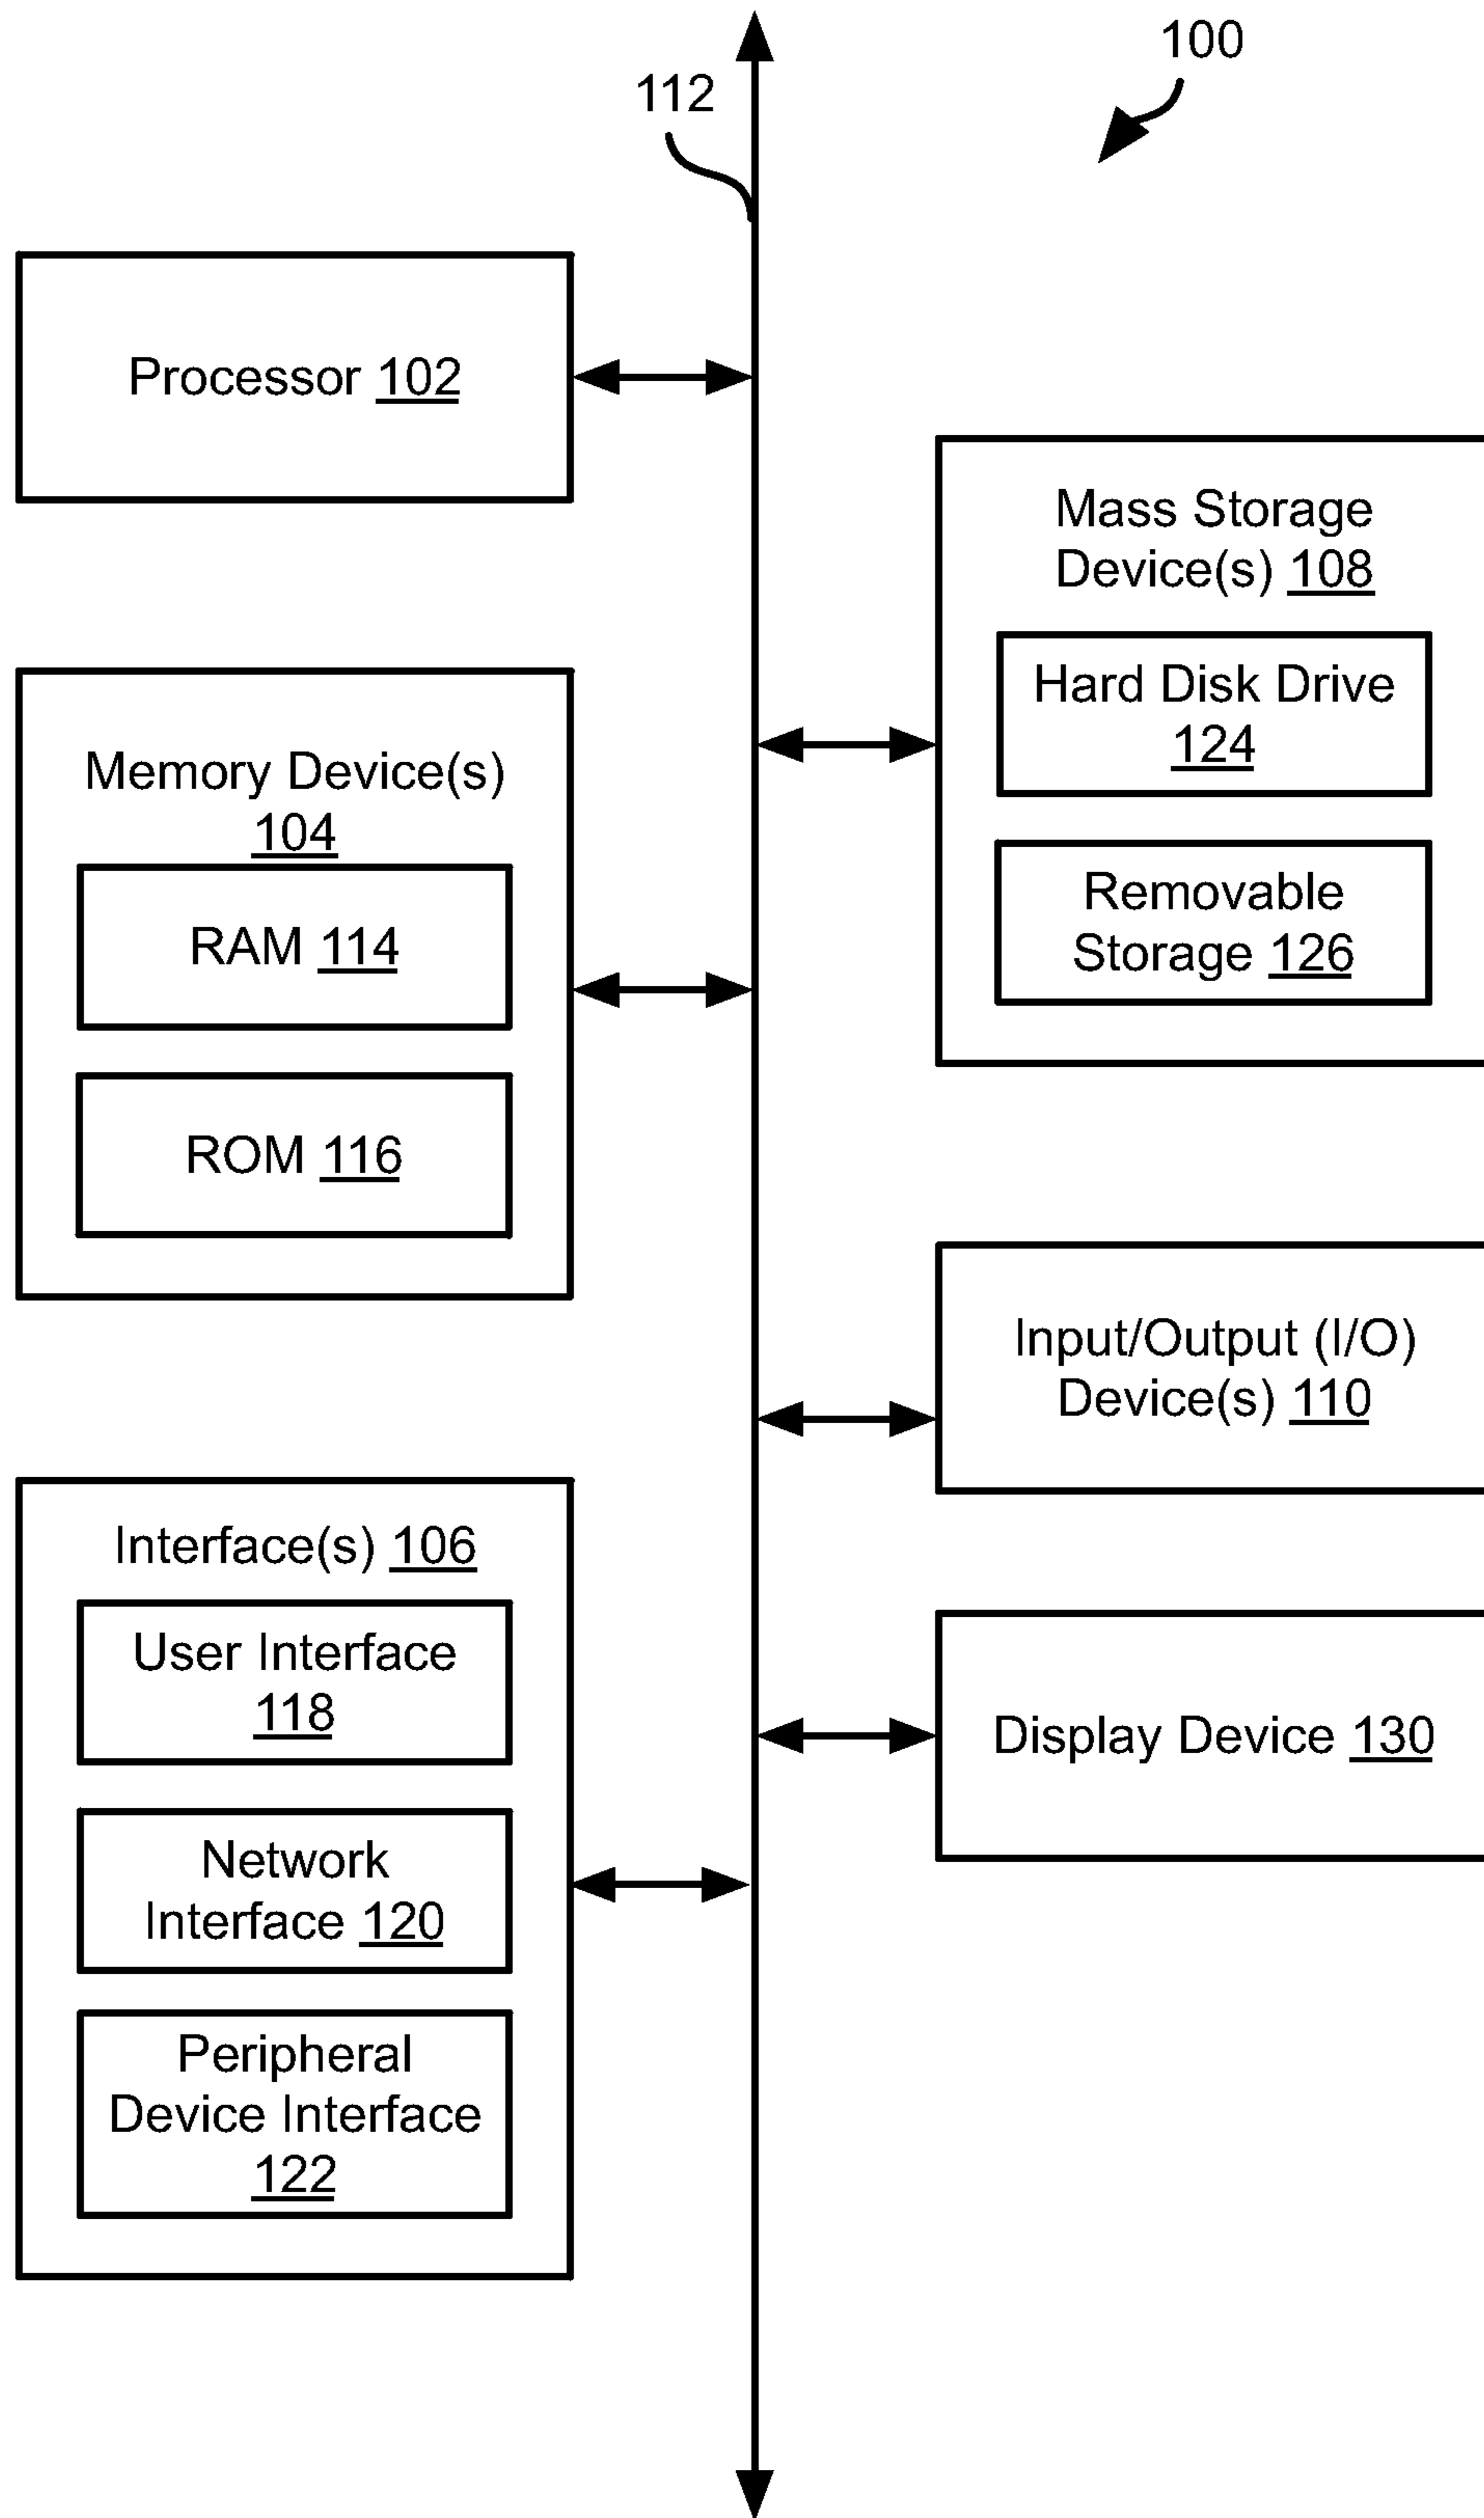 100
112
Processor 102
Mass Storage
Device(s) 108
Hard Disk Drive
124
Removable
Storage 126
Memory Device(s)
104
RAM 114
ROM 116
Input/Output (I/O)
Device(s) 110
Interface(s) 106
User Interface
118
Network
Interface 120
Peripheral
Device Interface
122
Display Device 130